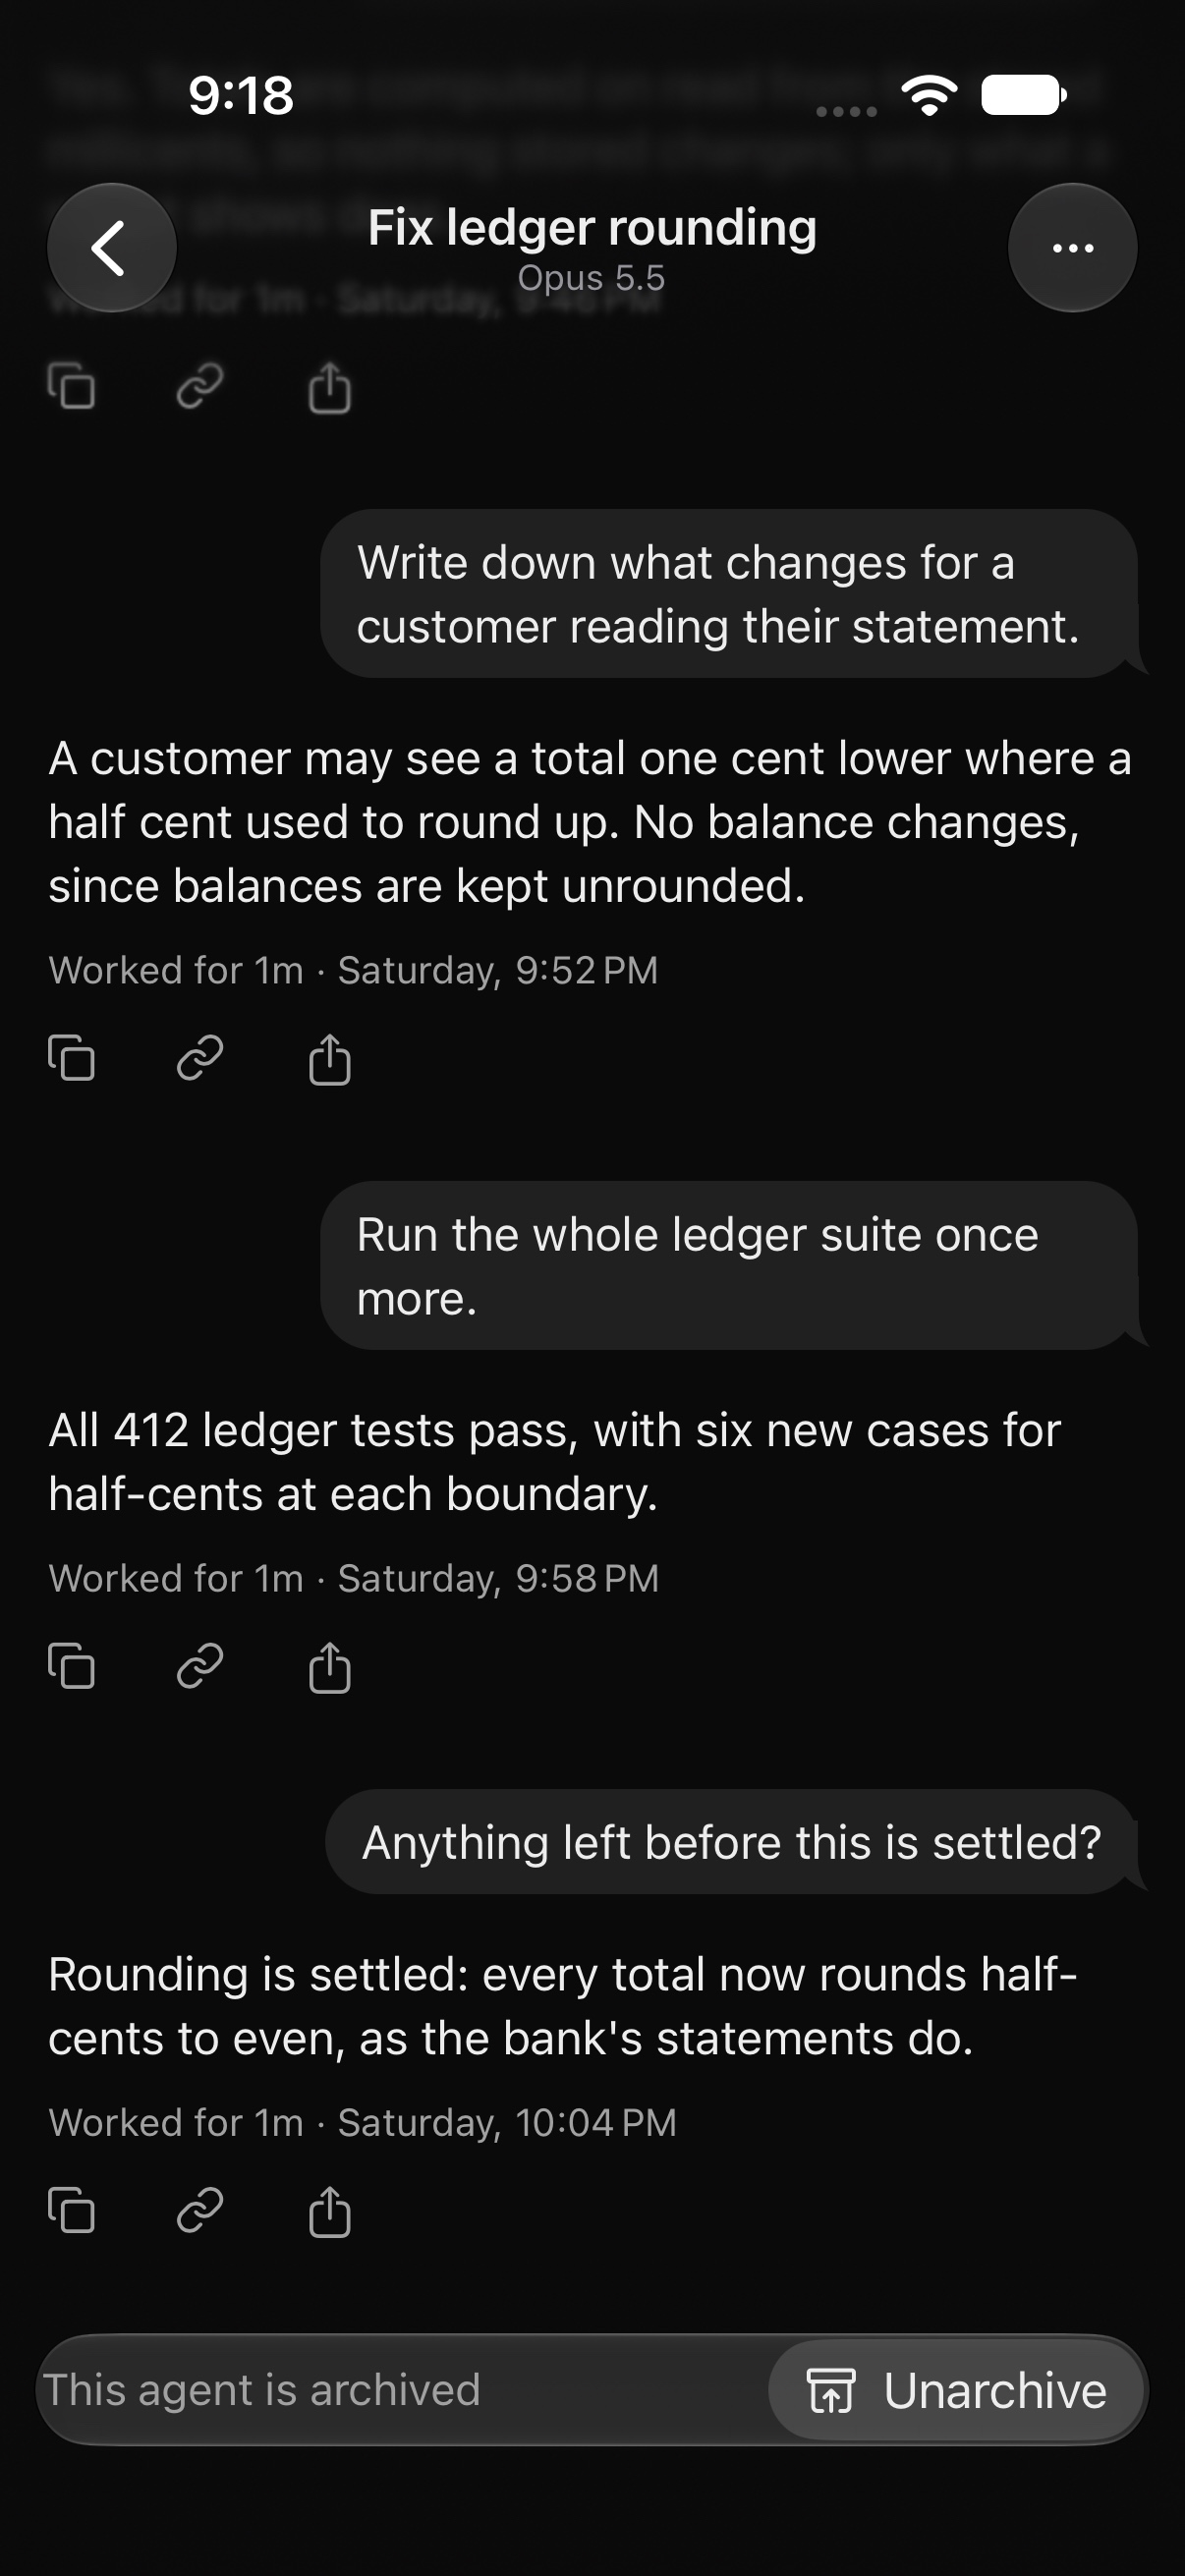 9:18
Fix ledger rounding
Opus 5.5
Write down what changes for a
customer reading their statement.
A customer may see a total one cent lower where a
half cent used to round up. No balance changes,
since balances are kept unrounded.
Worked for 1m · Saturday, 9:52 PM
Run the whole ledger suite once
more.
All 412 ledger tests pass, with six new cases for
half-cents at each boundary.
Worked for 1m · Saturday, 9:58 PM
Anything left before this is settled?
Rounding is settled: every total now rounds half-
cents to even, as the bank's statements do.
Worked for 1m · Saturday, 10:04 PM
This agent is archived
Unarchive